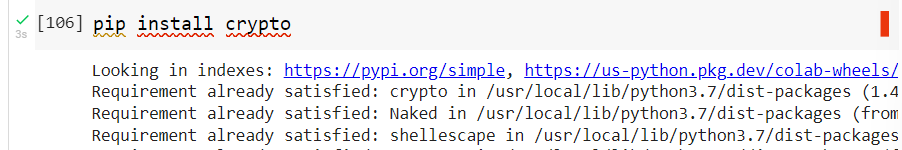 [106] pip install crypto
3s
Looking in indexes: https://pypi.org/simple, https://us-python.pkg.dev/colab-wheels/
Requirement already satisfied: crypto in /usr/local/lib/python3.7/dist-packages (1.4
Requirement already satisfied: Naked in /usr/local/lib/python3.7/dist-packages (from
Requirement already satisfied: shellescape in /usr/local/lib/python3.7/dist-packages